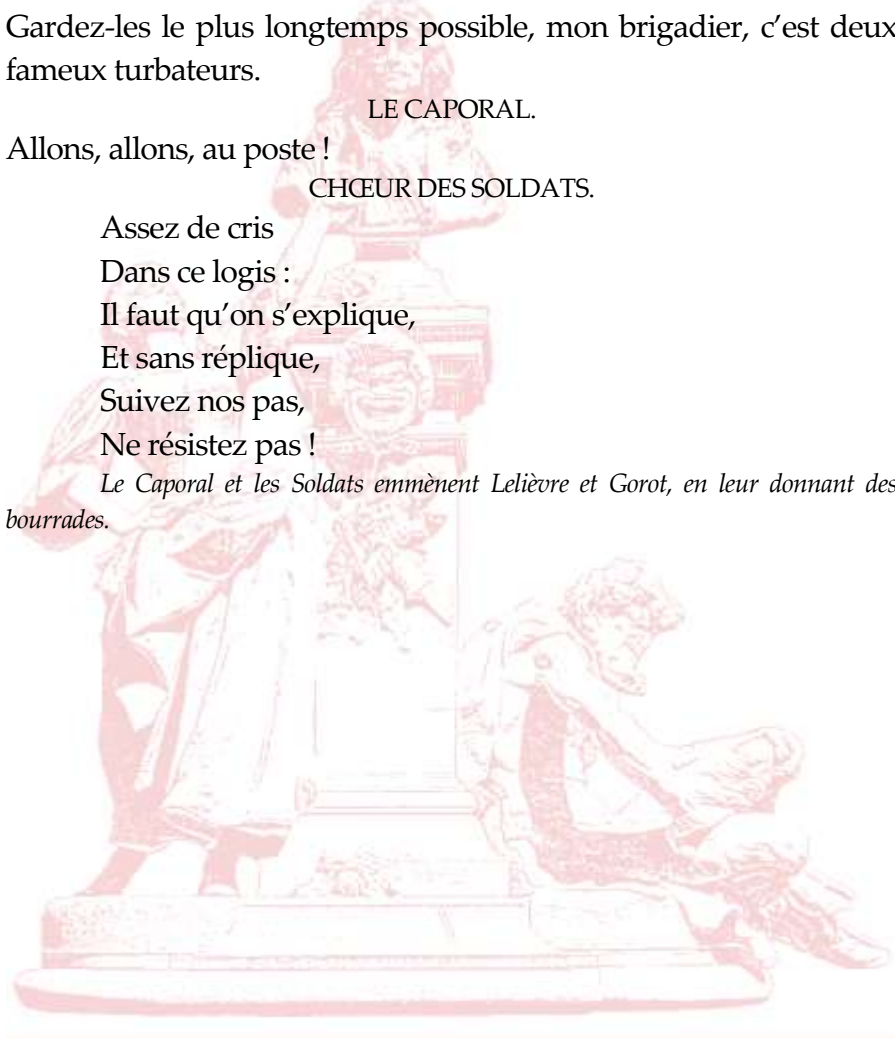 Gardez-les le plus longtemps possible, mon brigadier, c’est deux
fameux turbateurs.
LE CAPORAL.
Allons, allons, au poste !
CHŒUR DES SOLDATS.
Assez de cris
Dans ce logis :
Il faut qu’on s’explique,
Et sans réplique,
Suivez nos pas,
Ne résistez pas !
Le Caporal et les Soldats emmènent Lelièvre et Gorot, en leur donnant des
bourrades.